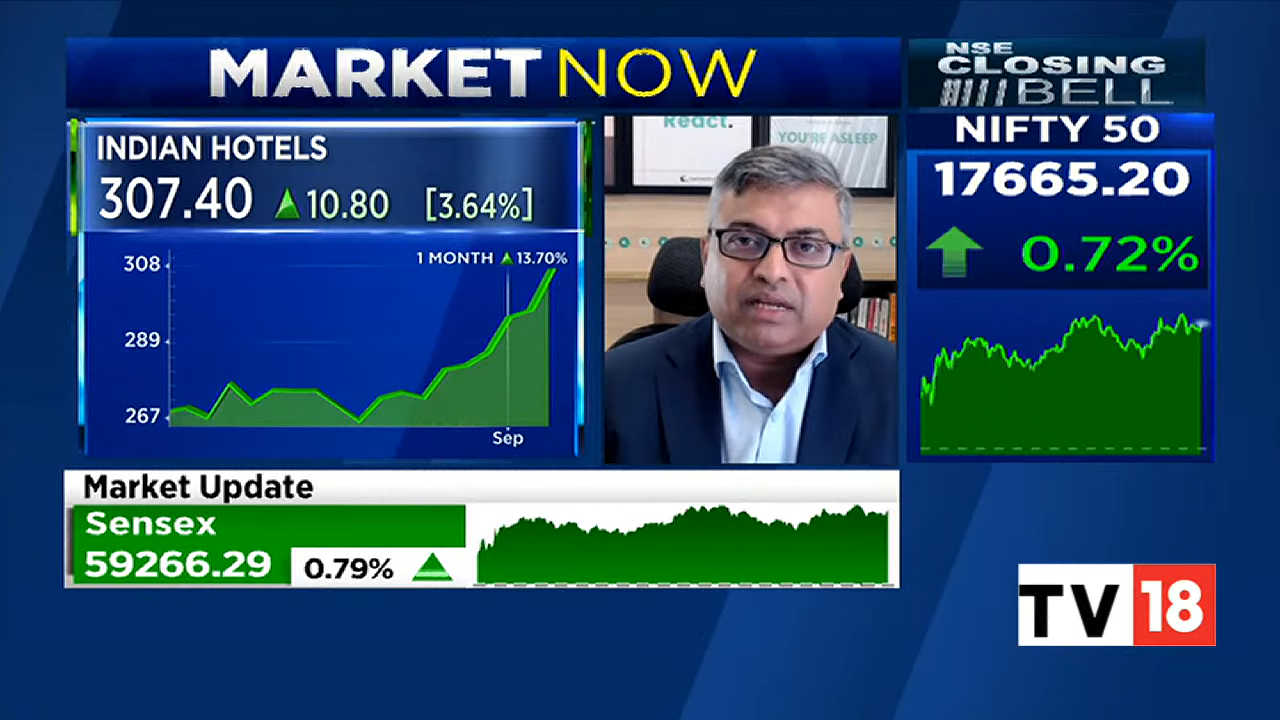 MARKET NOW
NSE
CLOSING
BELL
INDIAN HOTELS
307.40 ▲ 10.80 [3.64%]
1 MONTH ▲ 13.70%
308
289
267
Sep
React.
YOU'RE ASLEEP
NIFTY 50
17665.20
0.72%
Market Update
Sensex
59266.29 0.79%
TV 18